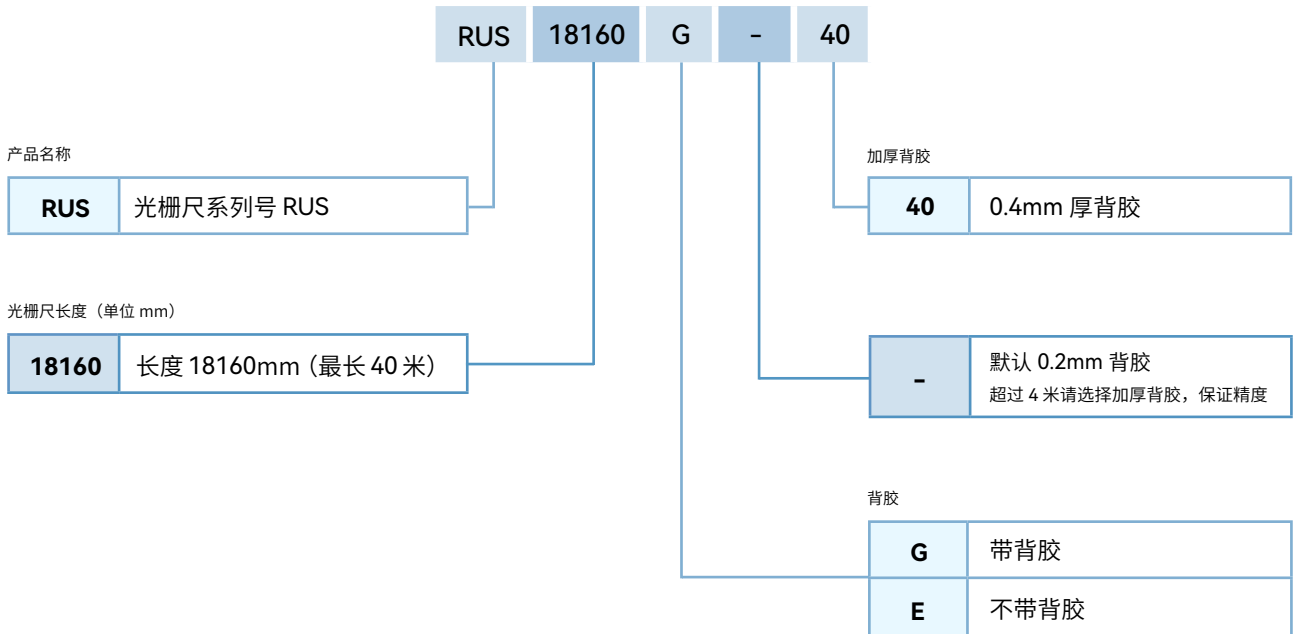 RUS 18160 G - 40
产品名称
RUS 光栅尺系列号 RUS
光栅尺长度（单位 mm）
18160 长度 18160mm（最长 40 米）
加厚背胶
40 0.4mm 厚背胶
- 默认 0.2mm 背胶
超过 4 米请选择加厚背胶，保证精度
背胶
G 带背胶
E 不带背胶